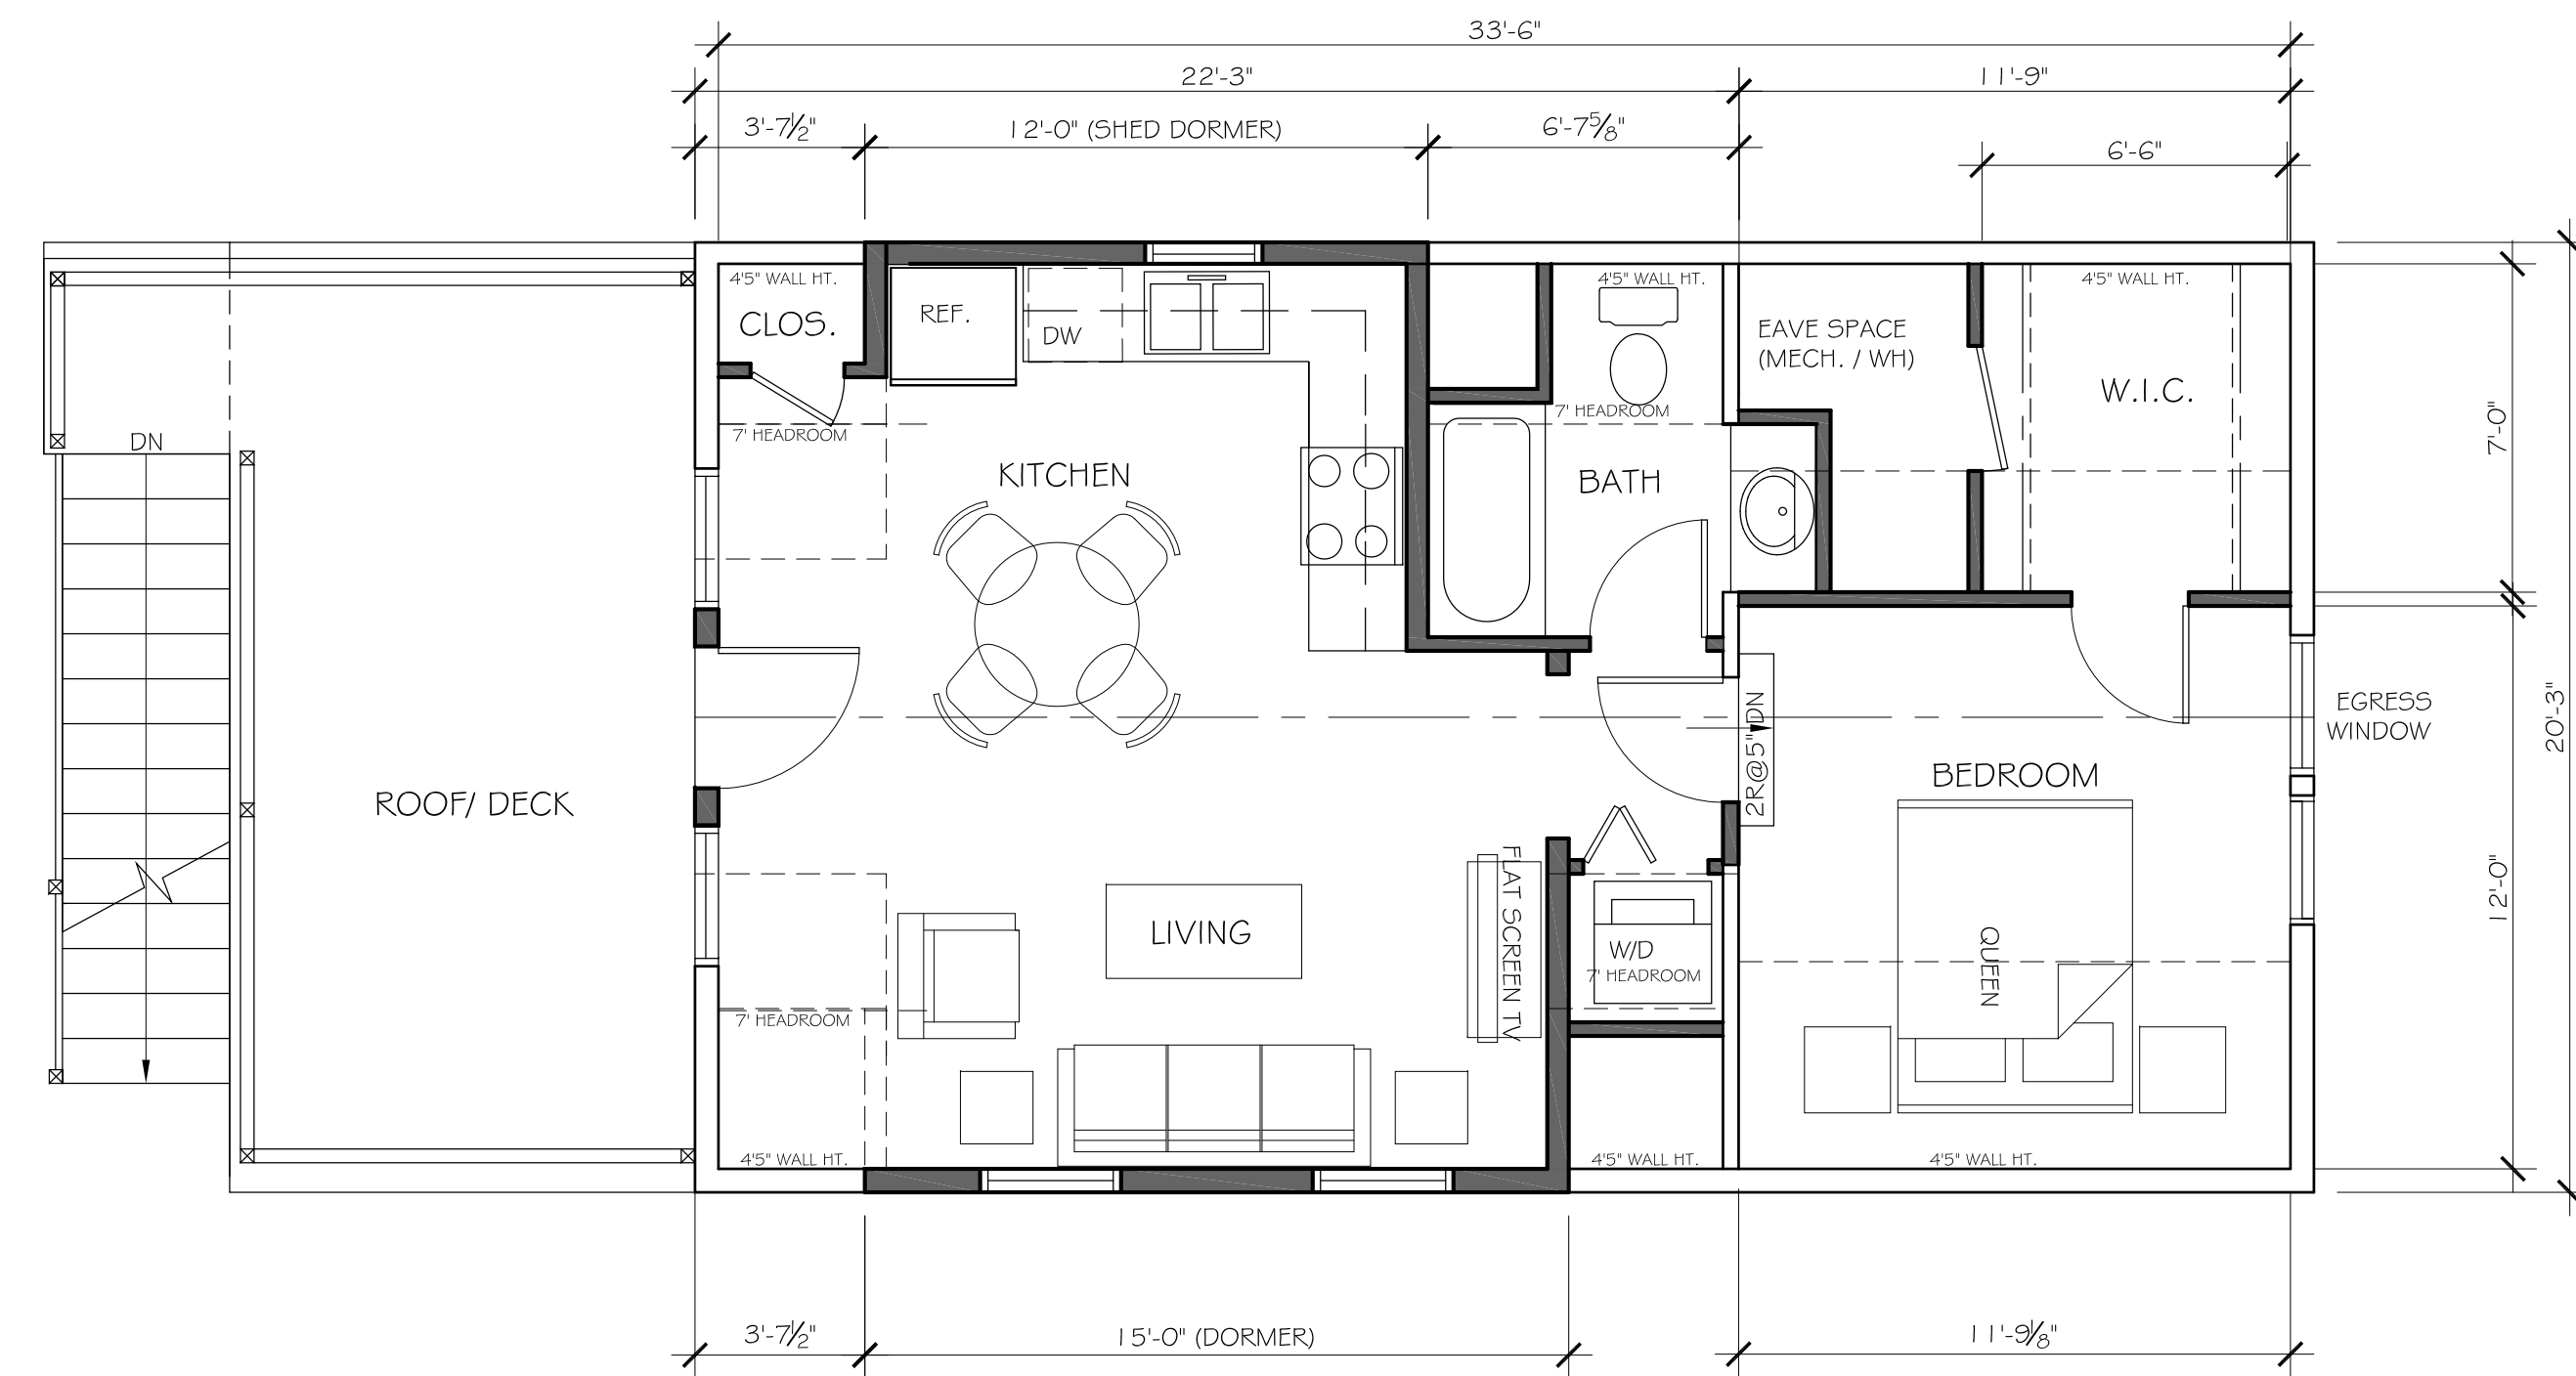 33'-6"
22'-3"
11'-9"
3'-7½"
12'-0" (SHED DORMER)
6'-7⅝"
6'-6"
4'5" WALL HT.
4'5" WALL HT.
4'5" WALL HT.
CLOS.
REF.
DW
EAVE SPACE
(MECH. / WH)
W.I.C.
7' HEADROOM
7' HEADROOM
7'-0"
DN
KITCHEN
BATH
EGRESS
WINDOW
20'-3"
2R@5"DN
BEDROOM
ROOF/ DECK
LIVING
FLAT SCREEN TV
W/D
7' HEADROOM
QUEEN
12'-0"
7' HEADROOM
4'5" WALL HT.
4'5" WALL HT.
4'5" WALL HT.
3'-7½"
15'-0" (DORMER)
11'-9⅛"